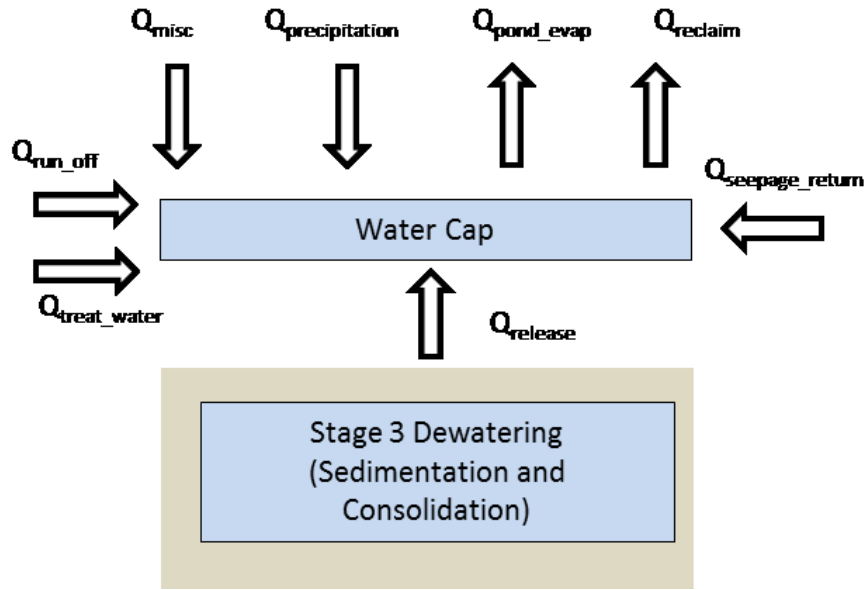 Qmisc
Qprecipitation
Qpond_evap
Qreclaim
Qrun_off
Qseepage_return
Water Cap
Qtreat_water
Qrelease
Stage 3 Dewatering
(Sedimentation and
Consolidation)